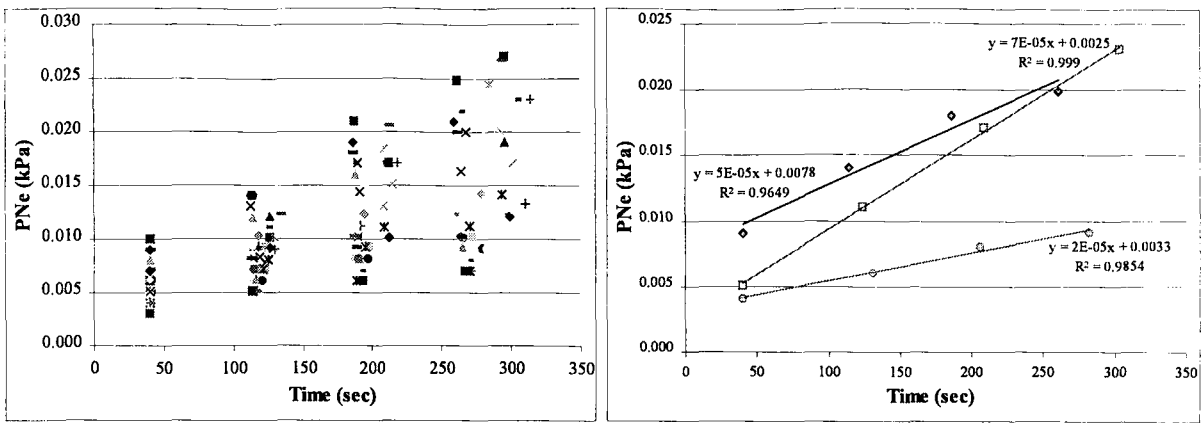 0.030
0.025
0.020
0.015
0.010
0.005
0.000
PNe (kPa)
0 50 100 150 200 250 300 350
Time (sec)
0.025
0.020
0.015
0.010
0.005
0.000
PNe (kPa)
y = 7E-05x + 0.0025
R² = 0.999
y = 5E-05x + 0.0078
R² = 0.9649
y = 2E-05x + 0.0033
R² = 0.9854
0 50 100 150 200 250 300 350
Time (sec)